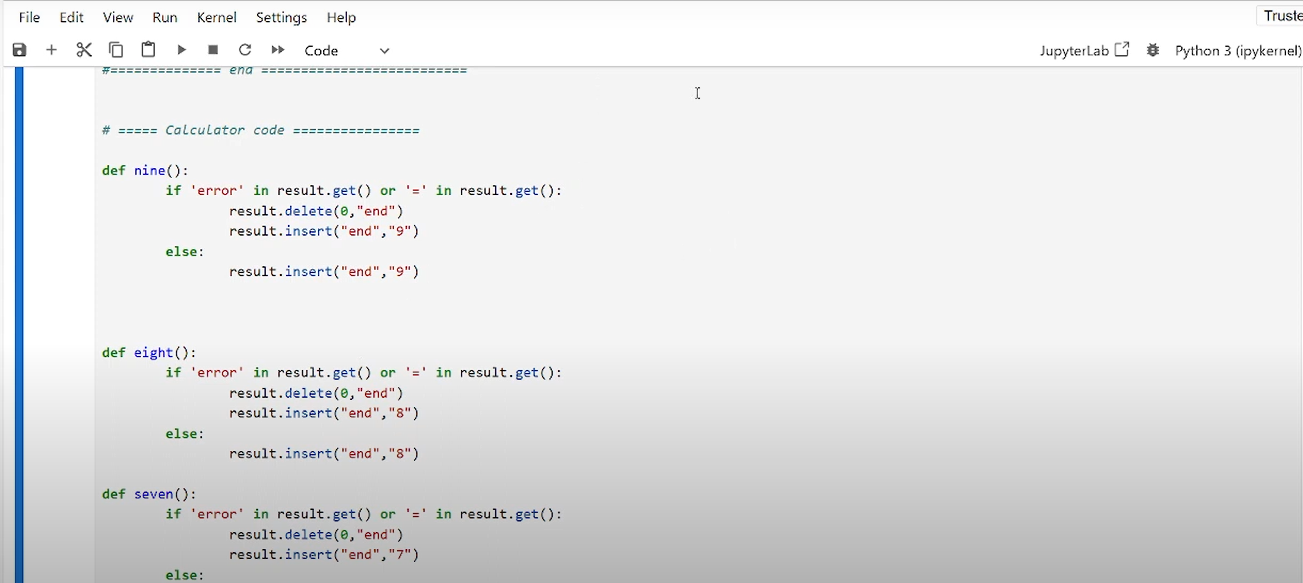 File Edit View Run Kernel Settings Help Truste
Code JupyterLab Python 3 (ipykernel)
#============== end ==========================
# ===== Calculator code ================
def nine():
        if 'error' in result.get() or '=' in result.get():
                result.delete(0,"end")
                result.insert("end","9")
        else:
                result.insert("end","9")
def eight():
        if 'error' in result.get() or '=' in result.get():
                result.delete(0,"end")
                result.insert("end","8")
        else:
                result.insert("end","8")
def seven():
        if 'error' in result.get() or '=' in result.get():
                result.delete(0,"end")
                result.insert("end","7")
        else: